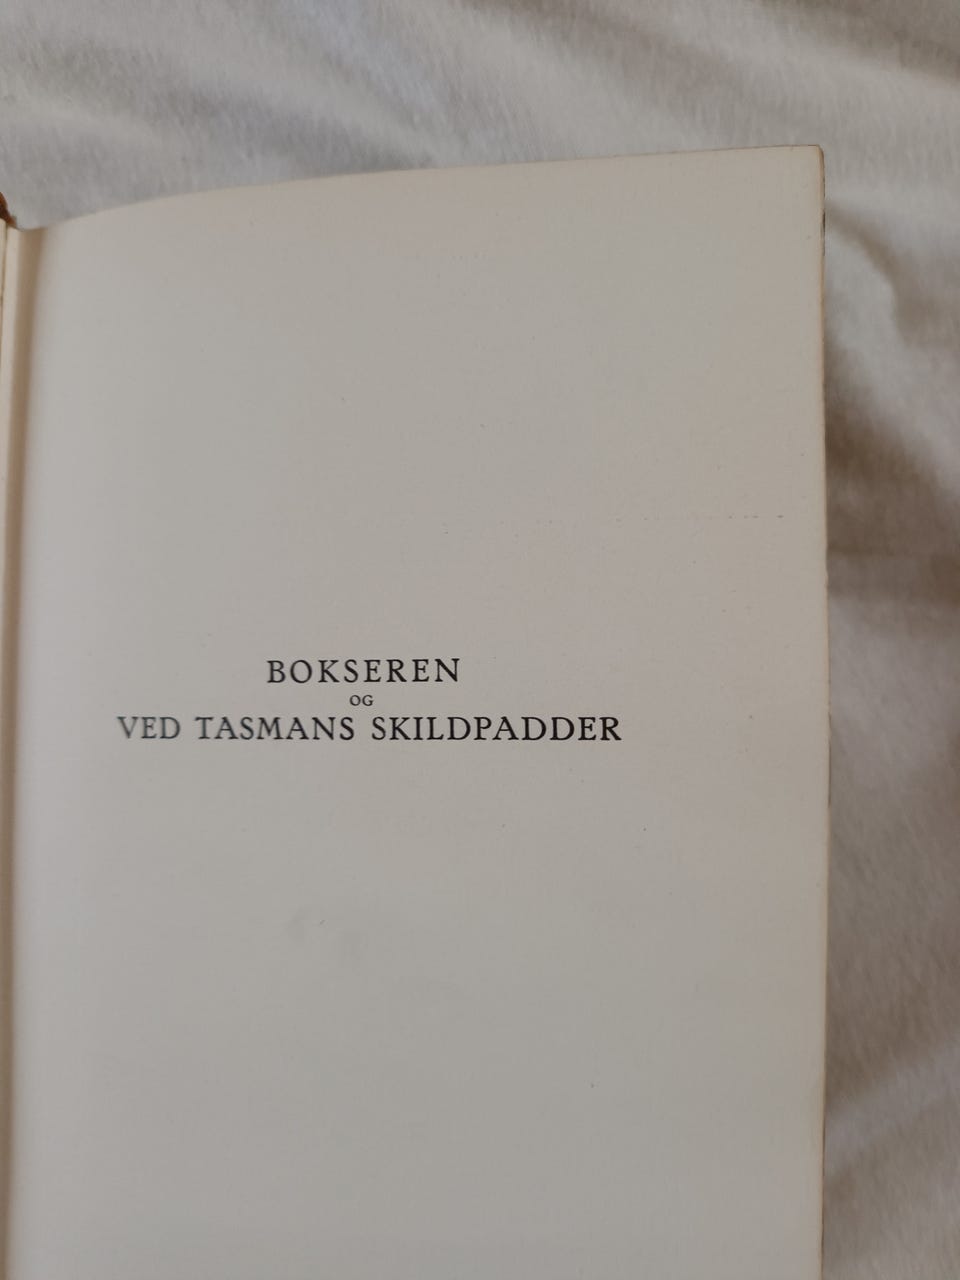 BOKSEREN
OG
VED TASMANS SKILDPADDER